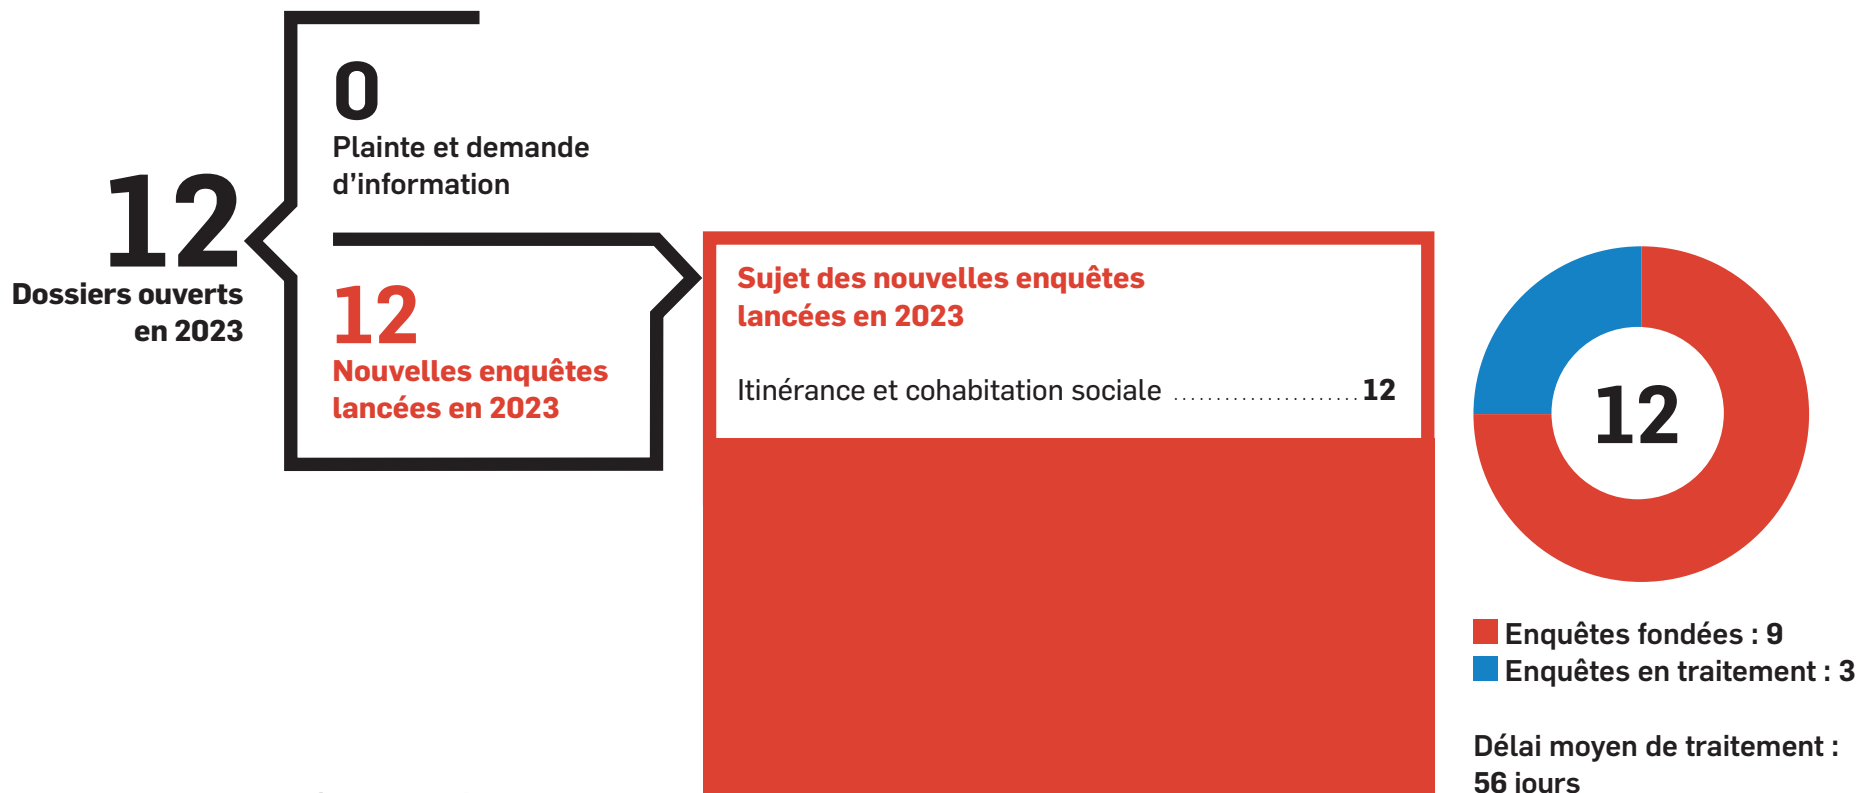 12
Dossiers ouverts
en 2023
0
Plainte et demande
d’information
12
Nouvelles enquêtes
lancées en 2023
Sujet des nouvelles enquêtes
lancées en 2023
Itinérance et cohabitation sociale ...................... 12
12
Enquêtes fondées : 9
Enquêtes en traitement : 3
Délai moyen de traitement :
56 jours